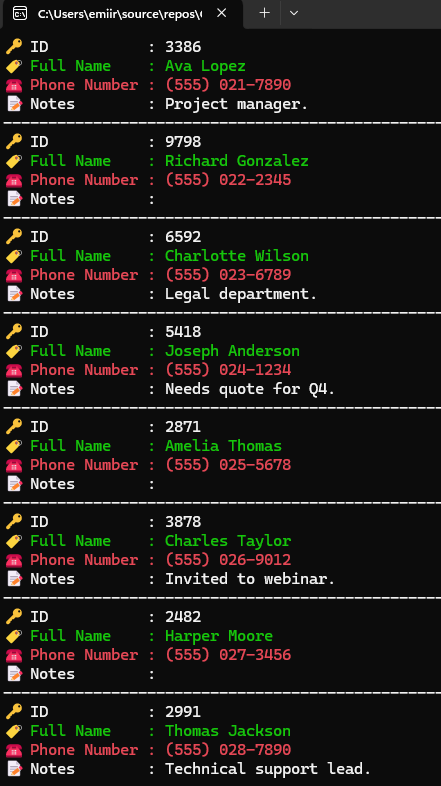 C:\Users\emiir\source\repos\
🔑 ID : 3386
🏷️ Full Name : Ava Lopez
☎️ Phone Number : (555) 021-7890
📝 Notes : Project manager.
🔑 ID : 9798
🏷️ Full Name : Richard Gonzalez
☎️ Phone Number : (555) 022-2345
📝 Notes :
🔑 ID : 6592
🏷️ Full Name : Charlotte Wilson
☎️ Phone Number : (555) 023-6789
📝 Notes : Legal department.
🔑 ID : 5418
🏷️ Full Name : Joseph Anderson
☎️ Phone Number : (555) 024-1234
📝 Notes : Needs quote for Q4.
🔑 ID : 2871
🏷️ Full Name : Amelia Thomas
☎️ Phone Number : (555) 025-5678
📝 Notes :
🔑 ID : 3878
🏷️ Full Name : Charles Taylor
☎️ Phone Number : (555) 026-9012
📝 Notes : Invited to webinar.
🔑 ID : 2482
🏷️ Full Name : Harper Moore
☎️ Phone Number : (555) 027-3456
📝 Notes :
🔑 ID : 2991
🏷️ Full Name : Thomas Jackson
☎️ Phone Number : (555) 028-7890
📝 Notes : Technical support lead.